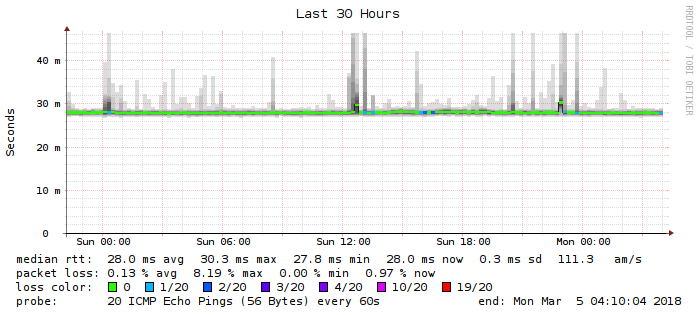 Last 30 Hours
RRDTOOL / TOBI OETIKER
Seconds
40 m
30 m
20 m
10 m
0
Sun 00:00 Sun 06:00 Sun 12:00 Sun 18:00 Mon 00:00
median rtt: 28.0 ms avg 30.3 ms max 27.8 ms min 28.0 ms now 0.3 ms sd 111.3 am/s
packet loss: 0.13 % avg 8.19 % max 0.00 % min 0.97 % now
loss color: 0 1/20 2/20 3/20 4/20 10/20 19/20
probe: 20 ICMP Echo Pings (56 Bytes) every 60s end: Mon Mar 5 04:10:04 2018